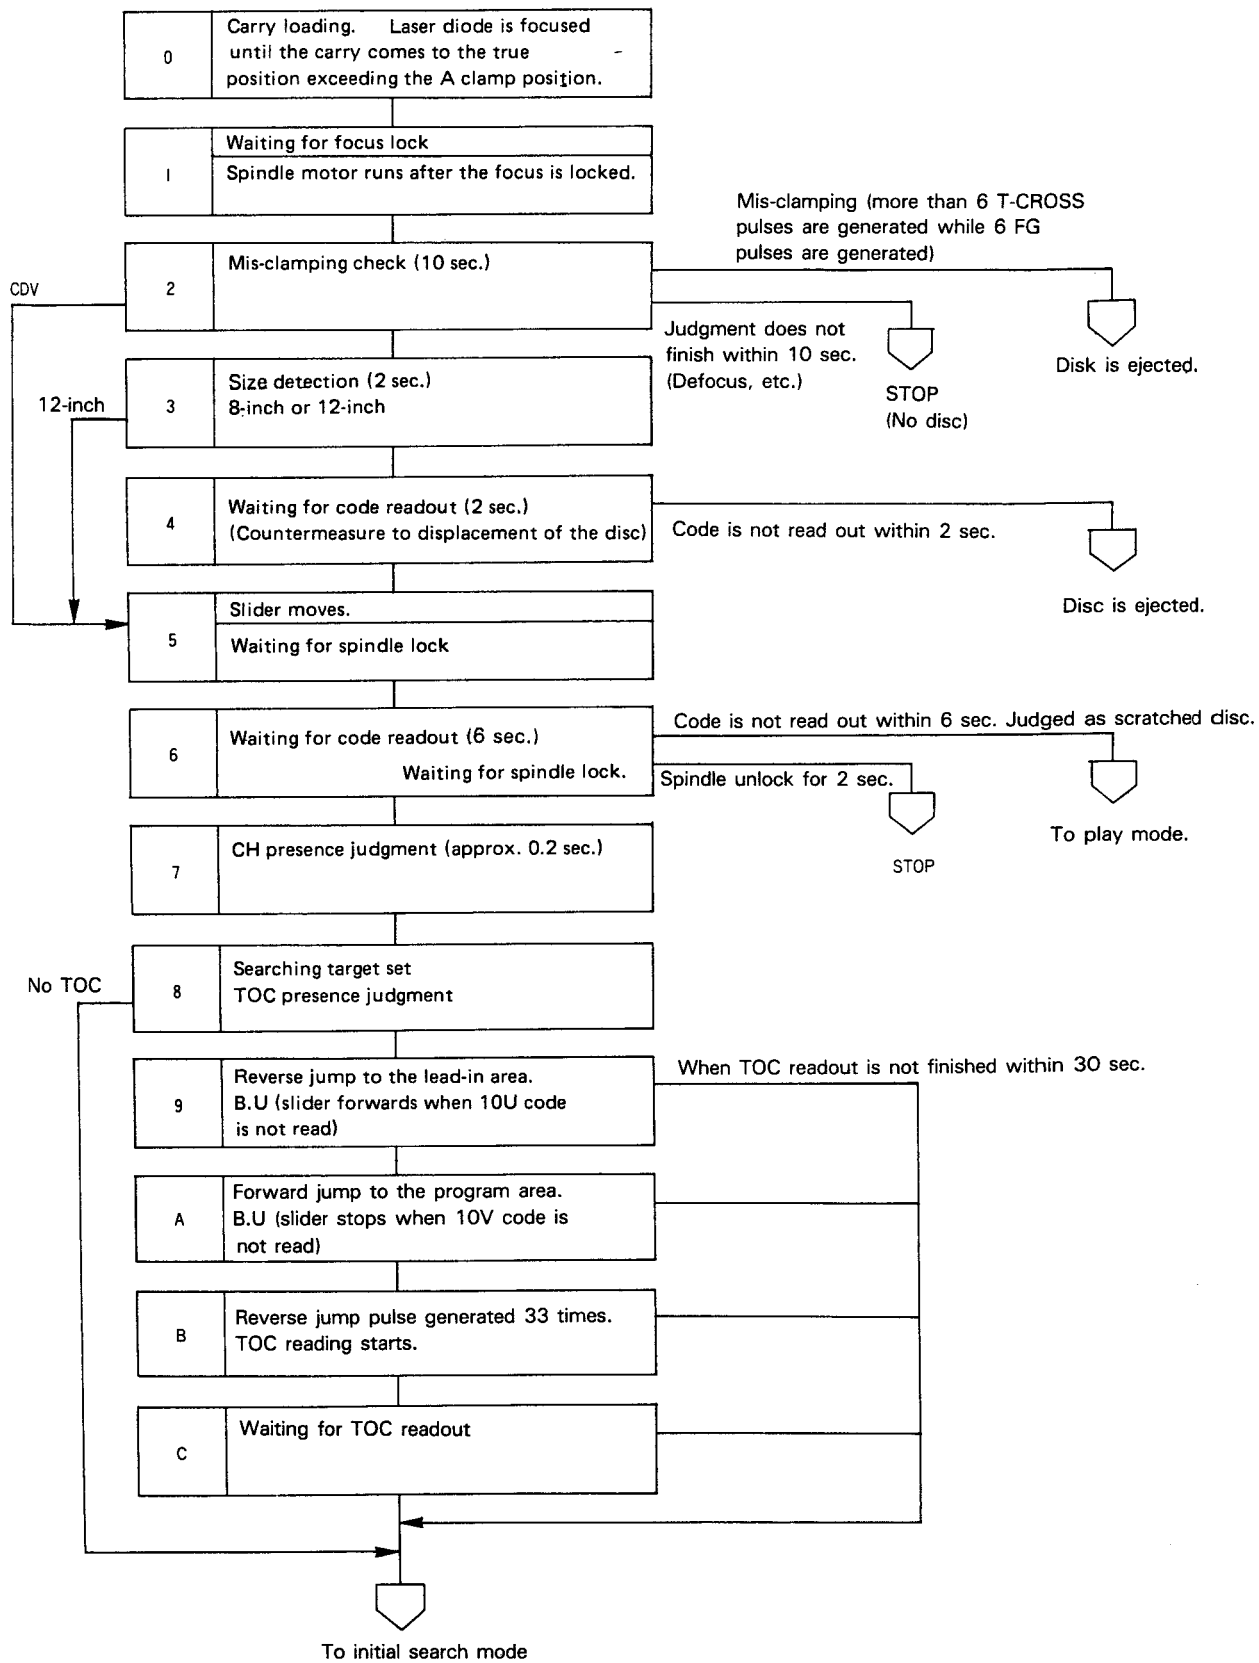 0
Carry loading. Laser diode is focused
until the carry comes to the true
position exceeding the A clamp position.
1
Waiting for focus lock
Spindle motor runs after the focus is locked.
Mis-clamping (more than 6 T-CROSS
pulses are generated while 6 FG
pulses are generated)
CDV
2
Mis-clamping check (10 sec.)
Judgment does not
finish within 10 sec.
(Defocus, etc.)
STOP
(No disc)
Disk is ejected.
12-inch
3
Size detection (2 sec.)
8-inch or 12-inch
4
Waiting for code readout (2 sec.)
(Countermeasure to displacement of the disc)
Code is not read out within 2 sec.
Disc is ejected.
5
Slider moves.
Waiting for spindle lock
6
Waiting for code readout (6 sec.)
Waiting for spindle lock.
Code is not read out within 6 sec. Judged as scratched disc.
Spindle unlock for 2 sec.
STOP
To play mode.
7
CH presence judgment (approx. 0.2 sec.)
No TOC
8
Searching target set
TOC presence judgment
9
Reverse jump to the lead-in area.
B.U (slider forwards when 10U code
is not read)
When TOC readout is not finished within 30 sec.
A
Forward jump to the program area.
B.U (slider stops when 10V code is
not read)
B
Reverse jump pulse generated 33 times.
TOC reading starts.
C
Waiting for TOC readout
To initial search mode